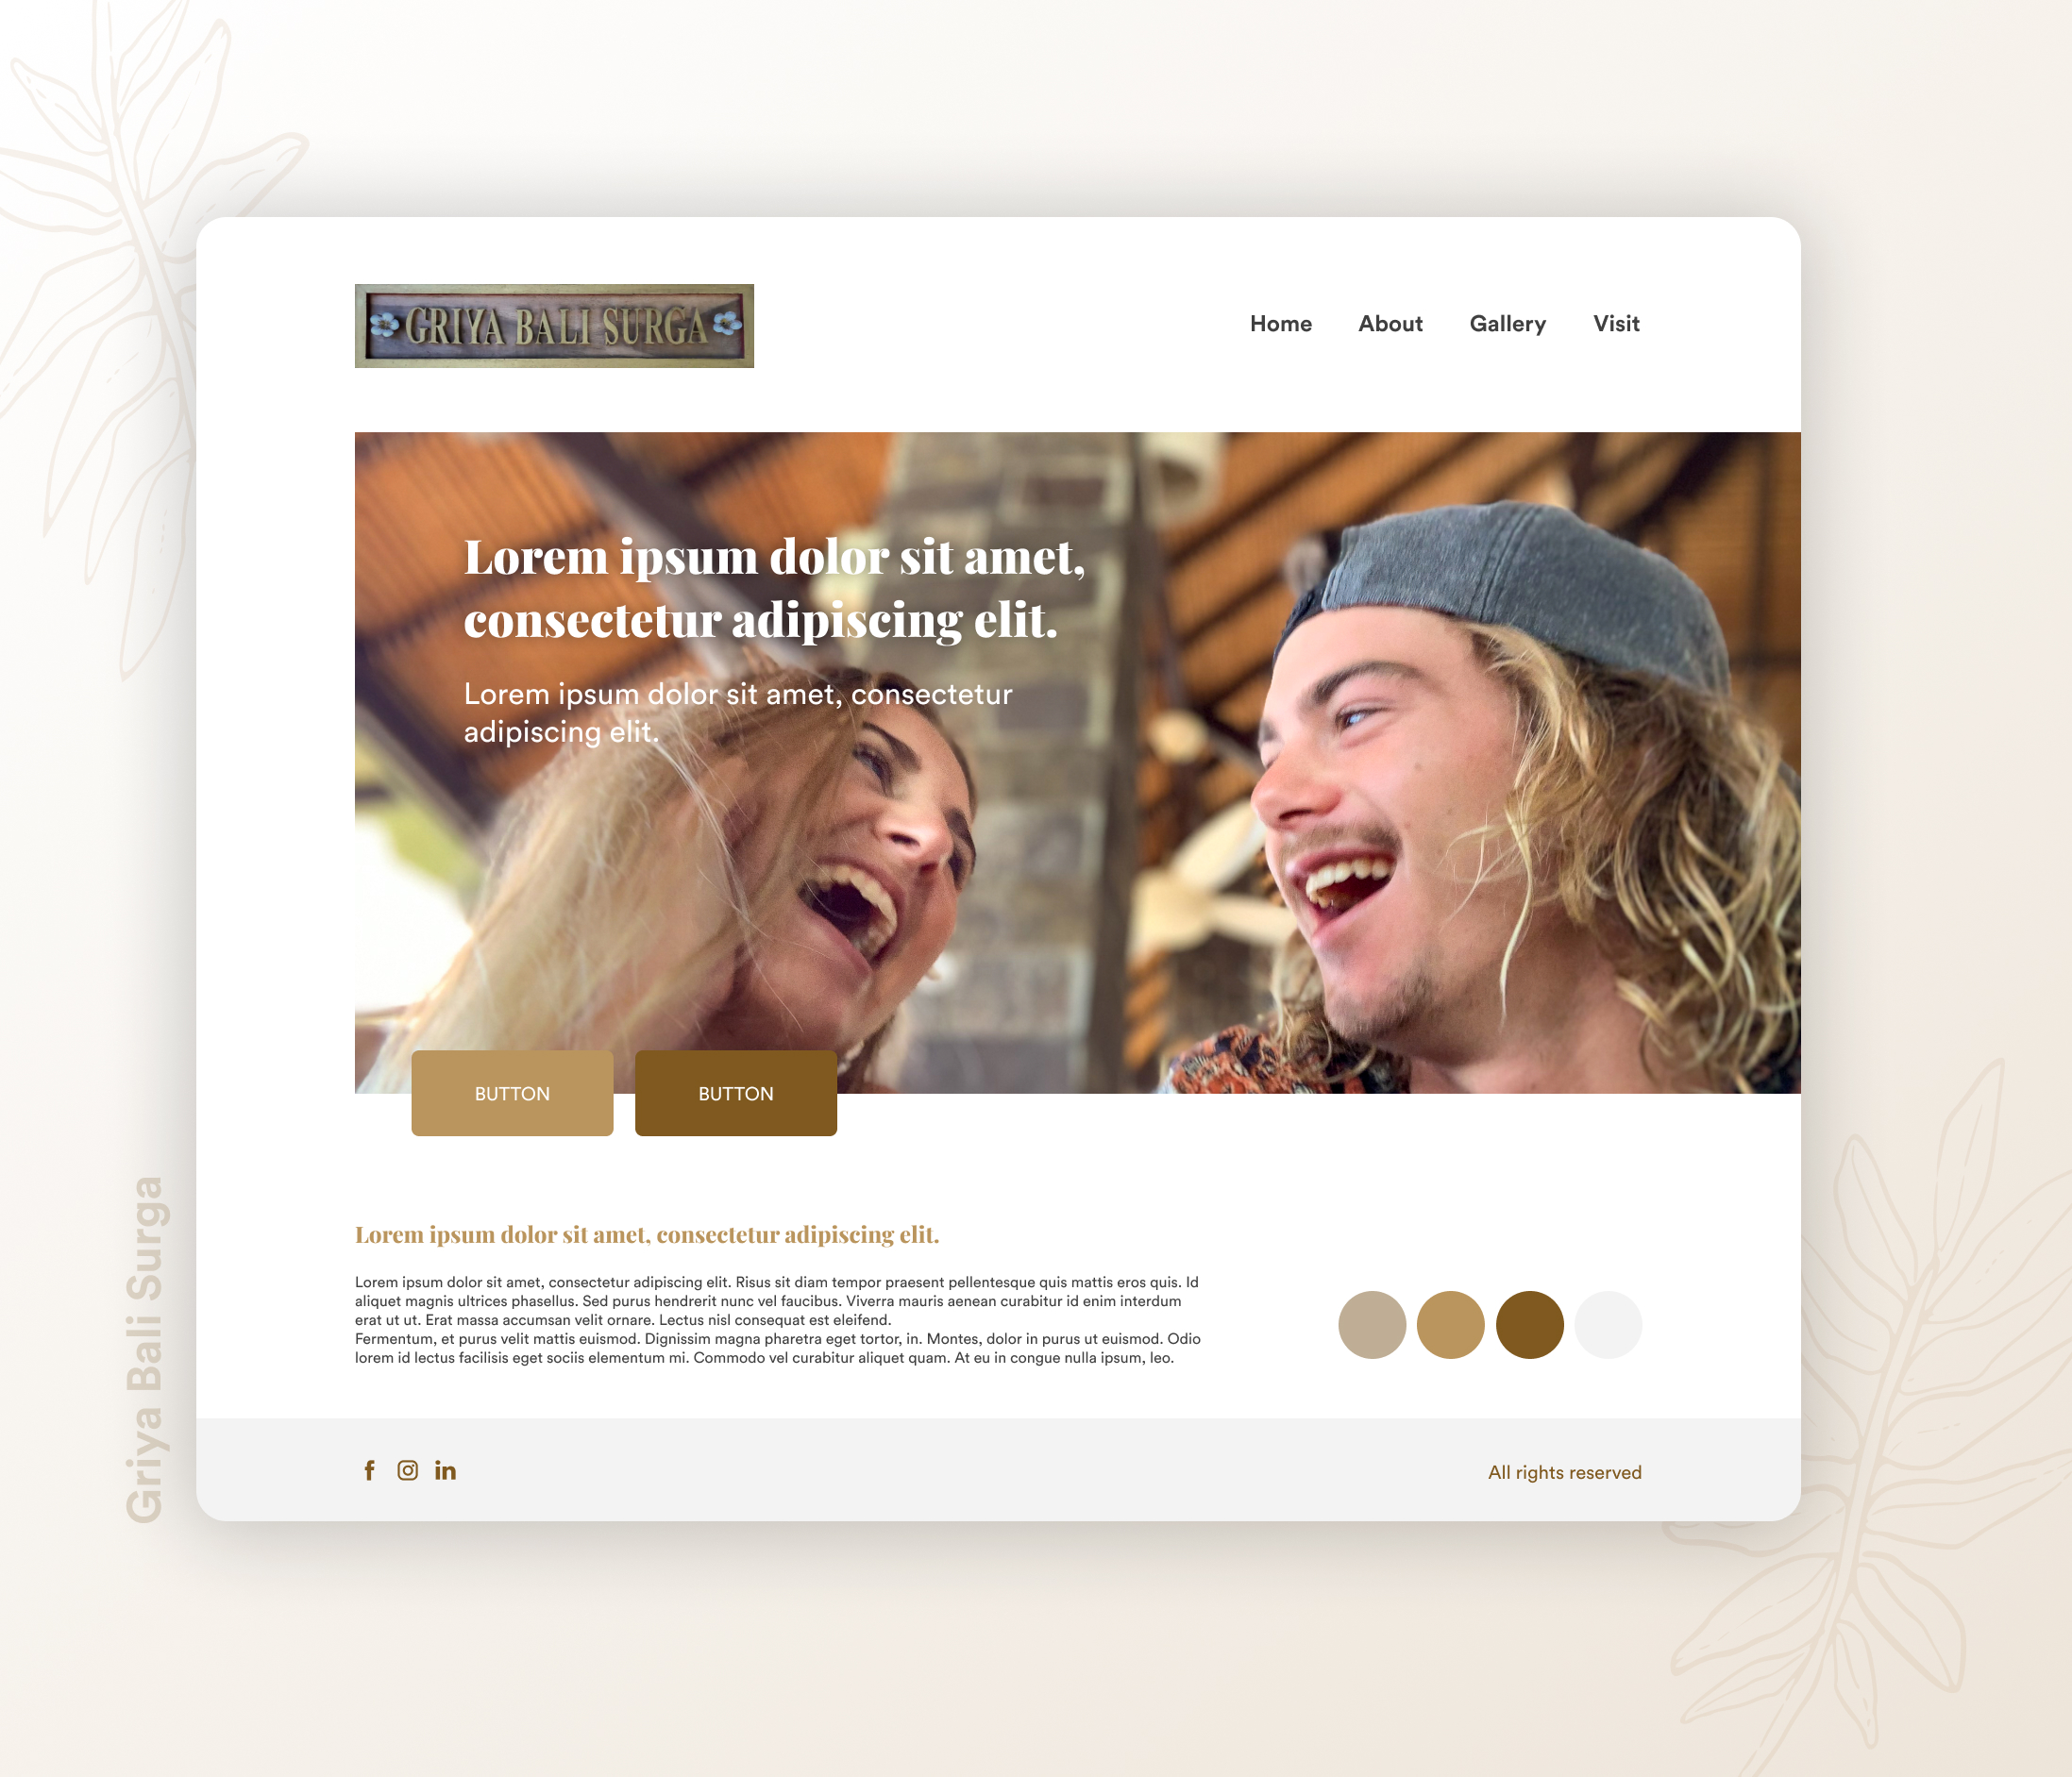 GRIYA BALI SURGA
Home About Gallery Visit
Lorem ipsum dolor sit amet,
consectetur adipiscing elit.
Lorem ipsum dolor sit amet, consectetur
adipiscing elit.
BUTTON BUTTON
Lorem ipsum dolor sit amet, consectetur adipiscing elit.
Lorem ipsum dolor sit amet, consectetur adipiscing elit. Risus sit diam tempor praesent pellentesque quis mattis eros quis. Id
aliquet magnis ultrices phasellus. Sed purus hendrerit nunc vel faucibus. Viverra mauris aenean curabitur id enim interdum
erat ut ut. Erat massa accumsan velit ornare. Lectus nisl consequat est eleifend.
Fermentum, et purus velit mattis euismod. Dignissim magna pharetra eget tortor, in. Montes, dolor in purus ut euismod. Odio
lorem id lectus facilisis eget sociis elementum mi. Commodo vel curabitur aliquet quam. At eu in congue nulla ipsum, leo.
All rights reserved
Griya Bali Surga